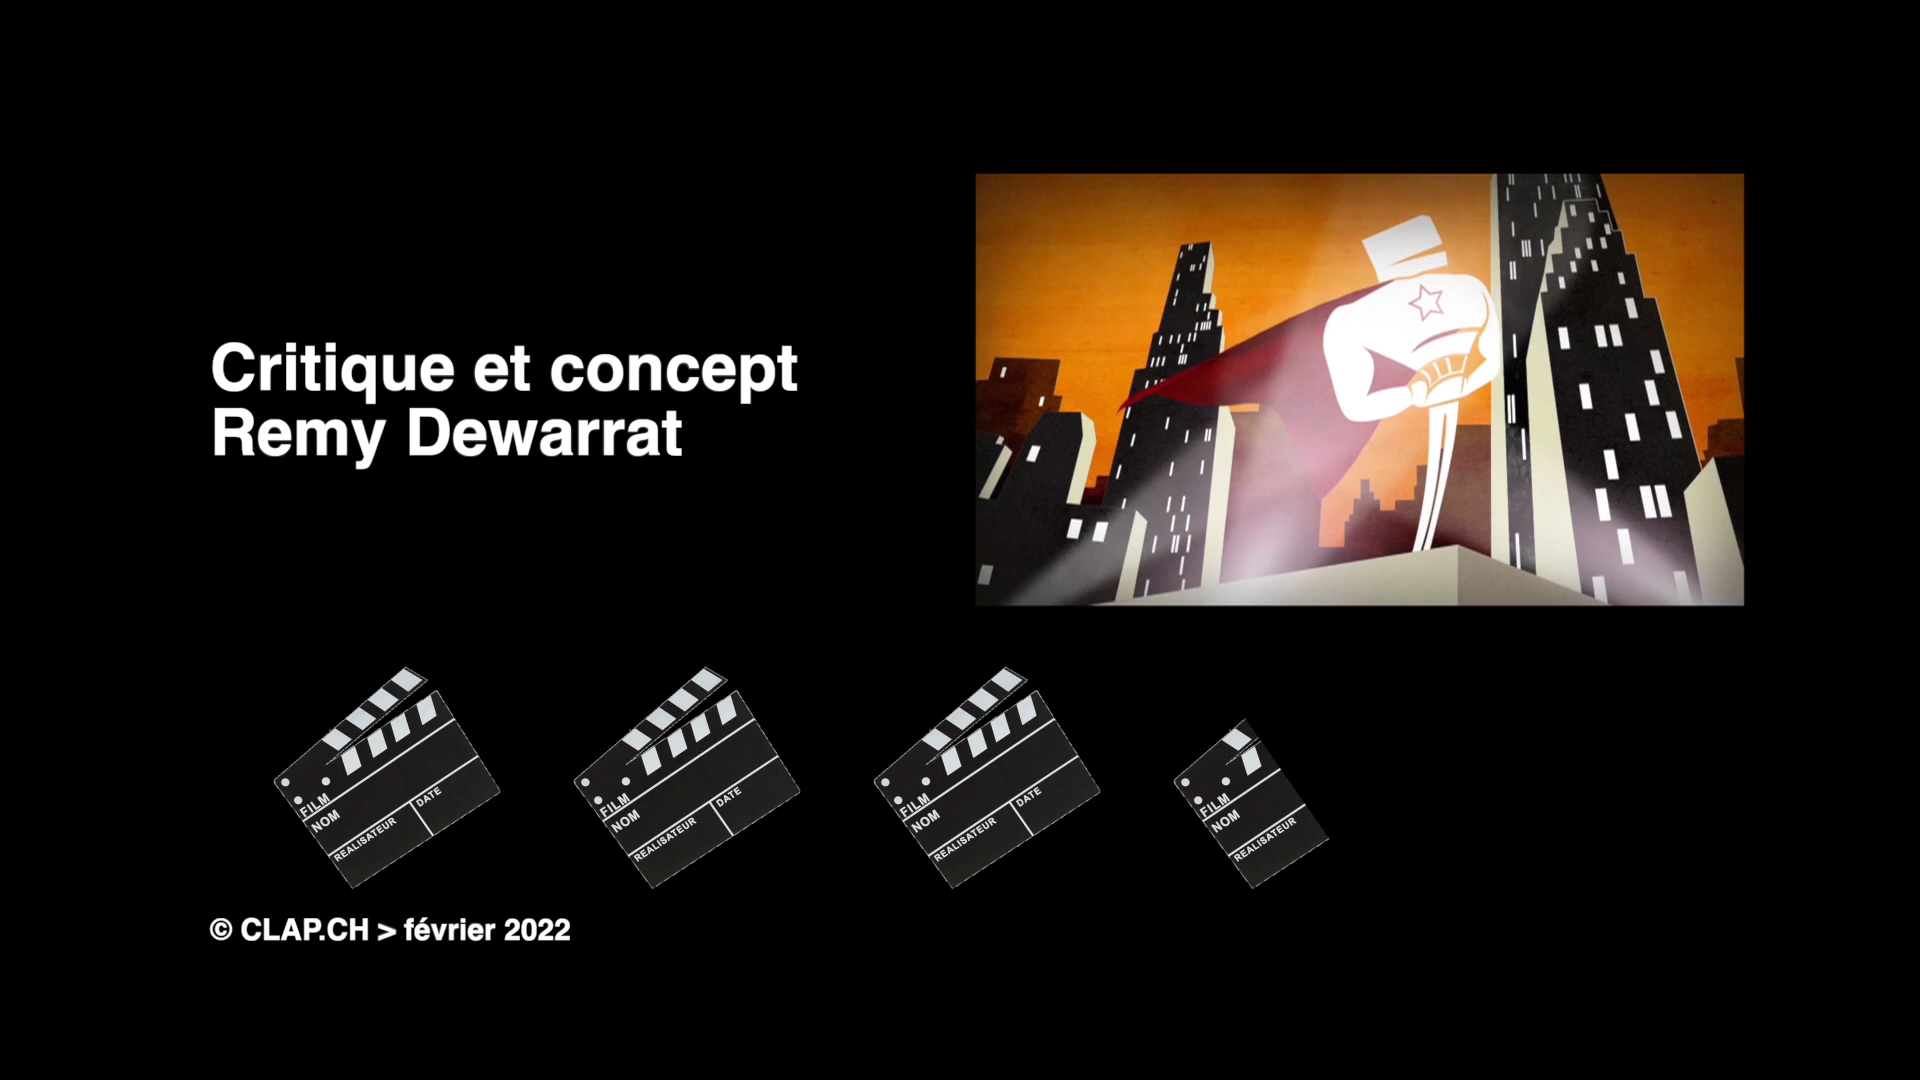 Critique et concept
Remy Dewarrat
FILM
NOM
REALISATEUR
DATE
FILM
NOM
REALISATEUR
DATE
FILM
NOM
REALISATEUR
DATE
FILM
NOM
REALISATEUR
© CLAP.CH > février 2022